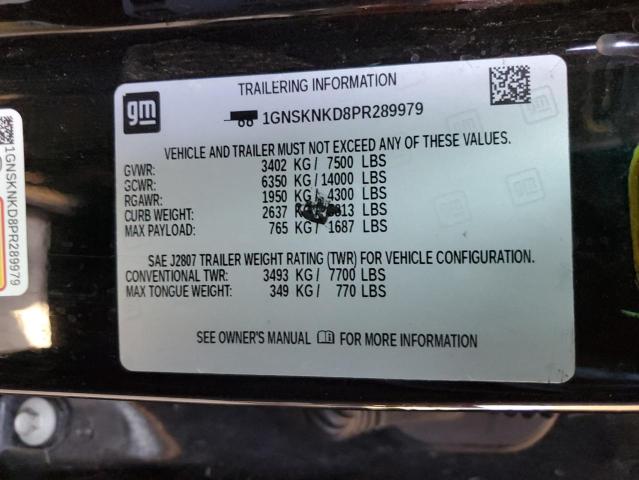 TRAILERING INFORMATION
gm
1GNSKNKD8PR289979
VEHICLE AND TRAILER MUST NOT EXCEED ANY OF THESE VALUES.
GVWR: 3402 KG / 7500 LBS
GCWR: 6350 KG / 14000 LBS
RGAWR: 1950 KG / 4300 LBS
CURB WEIGHT: 2637 LBS
MAX PAYLOAD: 765 KG / 1687 LBS
SAE J2807 TRAILER WEIGHT RATING (TWR) FOR VEHICLE CONFIGURATION.
CONVENTIONAL TWR: 3493 KG / 7700 LBS
MAX TONGUE WEIGHT: 349 KG / 770 LBS
SEE OWNER'S MANUAL FOR MORE INFORMATION
1GNSKNKD8PR289979